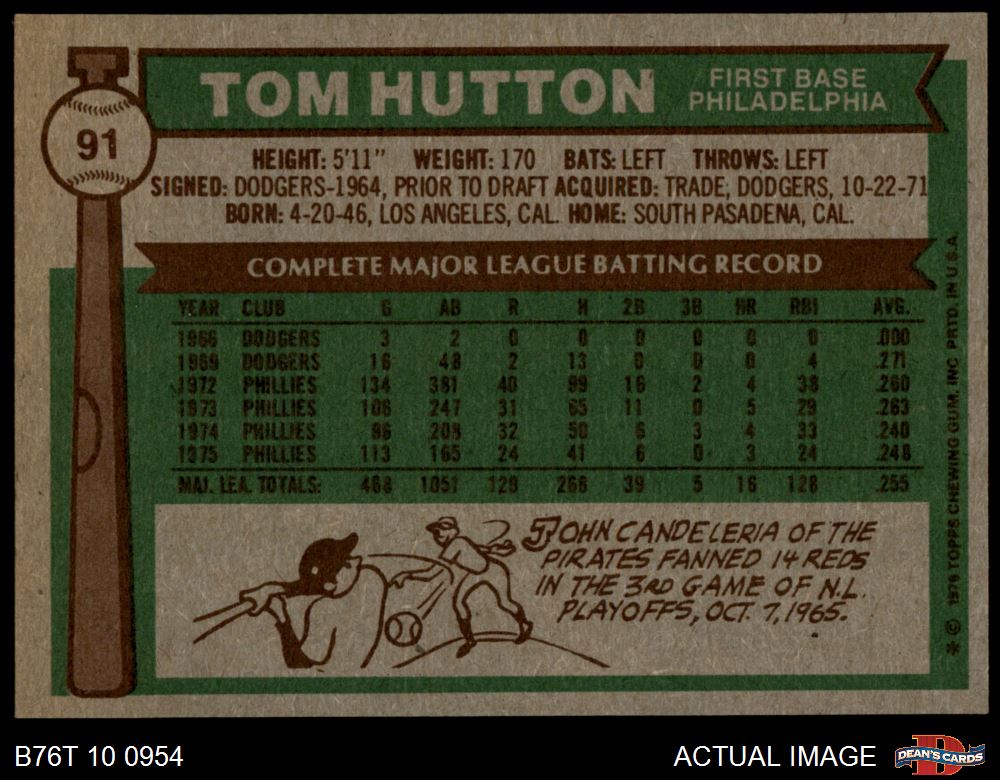 TOM HUTTON
FIRST BASE
PHILADELPHIA
91
HEIGHT: 5'11" WEIGHT: 170 BATS: LEFT THROWS: LEFT
SIGNED: DODGERS-1964, PRIOR TO DRAFT ACQUIRED: TRADE, DODGERS, 10-22-71
BORN: 4-20-46, LOS ANGELES, CAL. HOME: SOUTH PASADENA, CAL.
COMPLETE MAJOR LEAGUE BATTING RECORD
YEAR CLUB G AB R H 2B 3B HR RBI AVG.
1966 DODGERS 3 2 0 0 0 0 0 0 .000
1969 DODGERS 16 48 2 13 0 0 0 4 .271
1972 PHILLIES 134 381 40 99 16 2 4 38 .260
1973 PHILLIES 106 247 31 65 11 0 5 29 .263
1974 PHILLIES 96 208 32 50 6 3 4 33 .240
1975 PHILLIES 113 165 24 41 6 0 3 24 .248
MAJ. LEA. TOTALS: 468 1051 129 268 39 5 16 128 .255
JOHN CANDELERIA OF THE
PIRATES FANNED 14 REDS
IN THE 3RD GAME OF N.L.
PLAYOFFS, OCT. 7, 1965.
* © 1976 TOPPS CHEWING GUM, INC. PRTD. IN U.S.A.
B76T 10 0954
ACTUAL IMAGE
D
DEAN'S CARDS